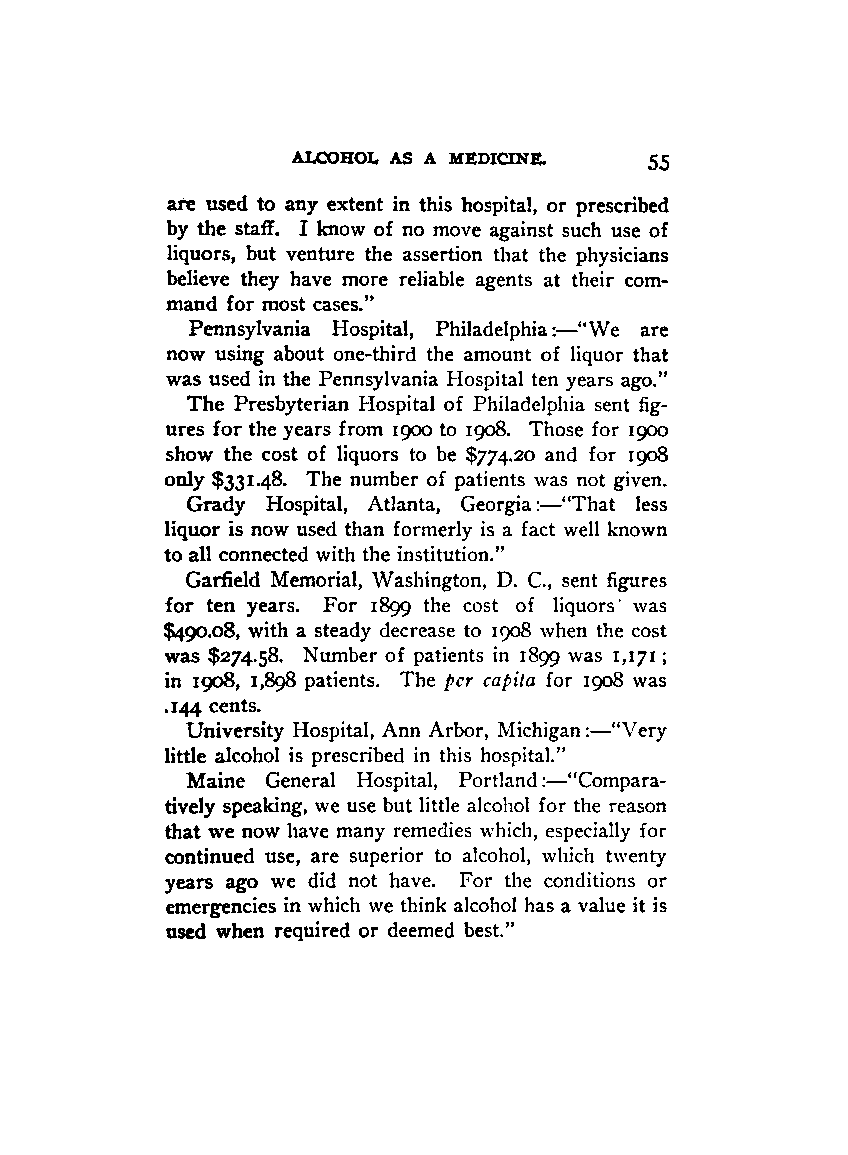 ALCOHOL AS A MEDICINE. 55
are used to any extent in this hospital, or prescribed
by the staff. I know of no move against such use of
liquors, but venture the assertion that the physicians
believe they have more reliable agents at their com-
mand for most cases."
Pennsylvania Hospital, Philadelphia:—"We are
now using about one-third the amount of liquor that
was used in the Pennsylvania Hospital ten years ago."
The Presbyterian Hospital of Philadelphia sent fig-
ures for the years from 1900 to 1908. Those for 1900
show the cost of liquors to be $774.20 and for 1908
only $331.48. The number of patients was not given.
Grady Hospital, Atlanta, Georgia:—"That less
liquor is now used than formerly is a fact well known
to all connected with the institution."
Garfield Memorial, Washington, D. C., sent figures
for ten years. For 1899 the cost of liquors was
$490.08, with a steady decrease to 1908 when the cost
was $274.58. Number of patients in 1899 was 1,171;
in 1908, 1,898 patients. The per capita for 1908 was
.144 cents.
University Hospital, Ann Arbor, Michigan:—"Very
little alcohol is prescribed in this hospital."
Maine General Hospital, Portland:—"Compara-
tively speaking, we use but little alcohol for the reason
that we now have many remedies which, especially for
continued use, are superior to alcohol, which twenty
years ago we did not have. For the conditions or
emergencies in which we think alcohol has a value it is
used when required or deemed best."